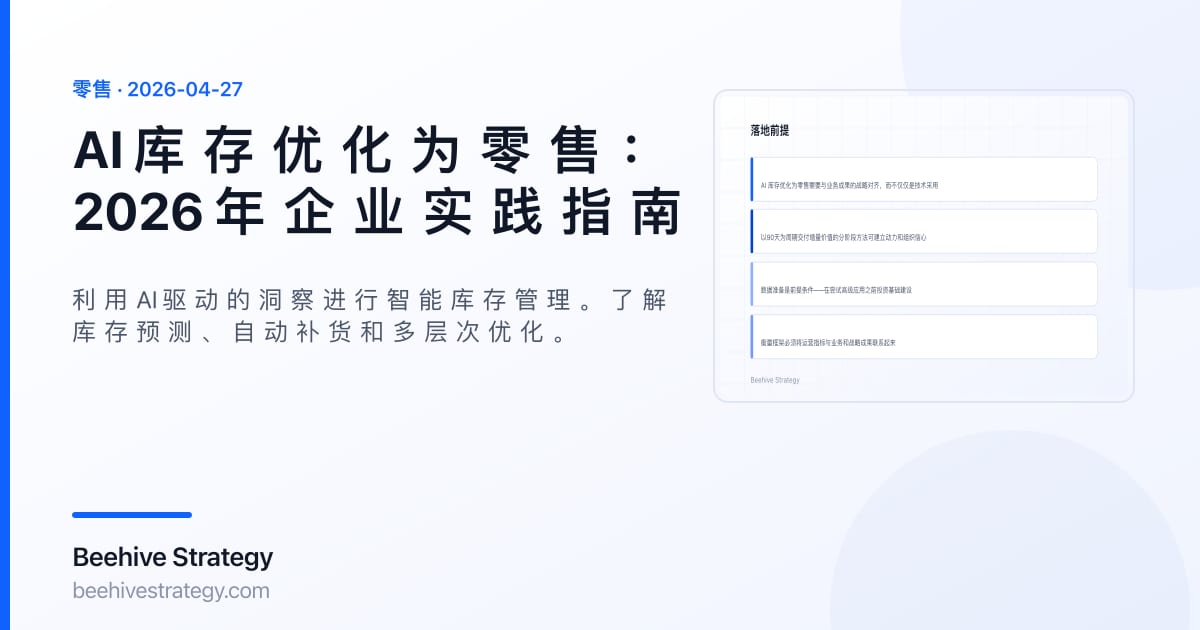 零售 · 2026-04-27
AI库存优化为零售：
2026年企业实践指南
利用AI驱动的洞察进行智能库存管理。了解
库存预测、自动补货和多层次优化。
落地前提
AI 库存优化为零售需要与业务成果的战略对齐，而不仅仅是技术采用
以90天为周期交付增量价值的分阶段方法可建立动力和组织信心
数据准备是前提条件——在尝试高级应用之前投资基础建设
衡量框架必须将运营指标与业务和战略成果联系起来
Beehive Strategy
Beehive Strategy
beehivestrategy.com